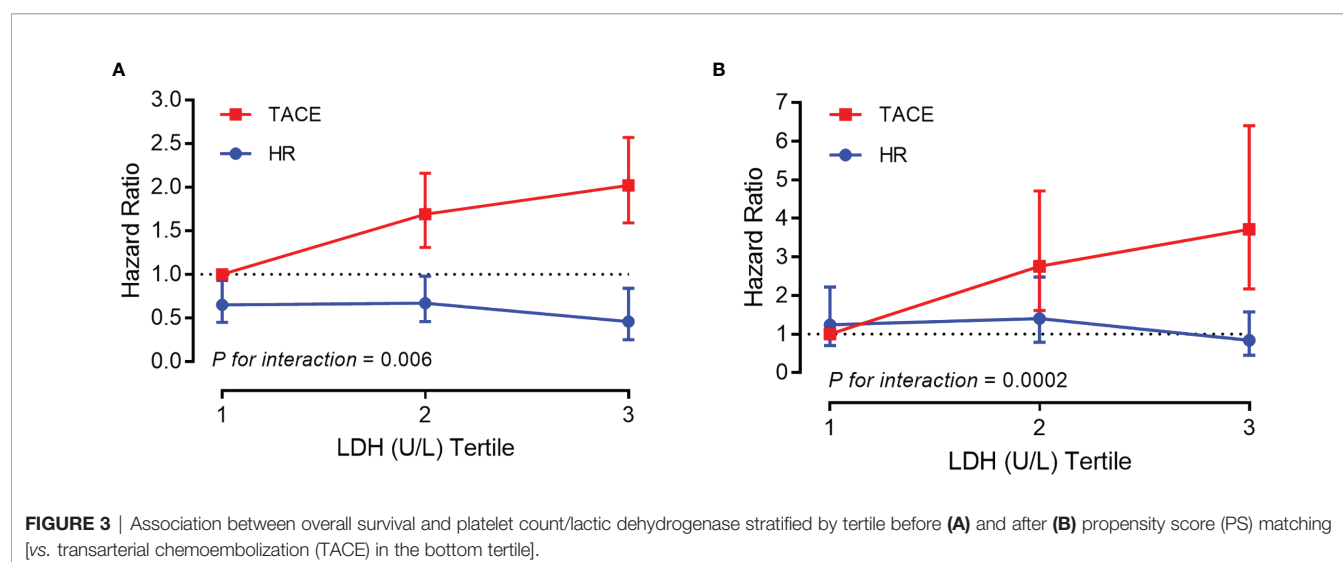 A
3.0
2.5
2.0
1.5
1.0
0.5
0.0
Hazard Ratio
TACE
HR
P for interaction = 0.006
1 2 3
LDH (U/L) Tertile
B
7
6
5
4
3
2
1
0
Hazard Ratio
TACE
HR
P for interaction = 0.0002
1 2 3
LDH (U/L) Tertile
FIGURE 3 | Association between overall survival and platelet count/lactic dehydrogenase stratified by tertile before (A) and after (B) propensity score (PS) matching
[vs. transarterial chemoembolization (TACE) in the bottom tertile].